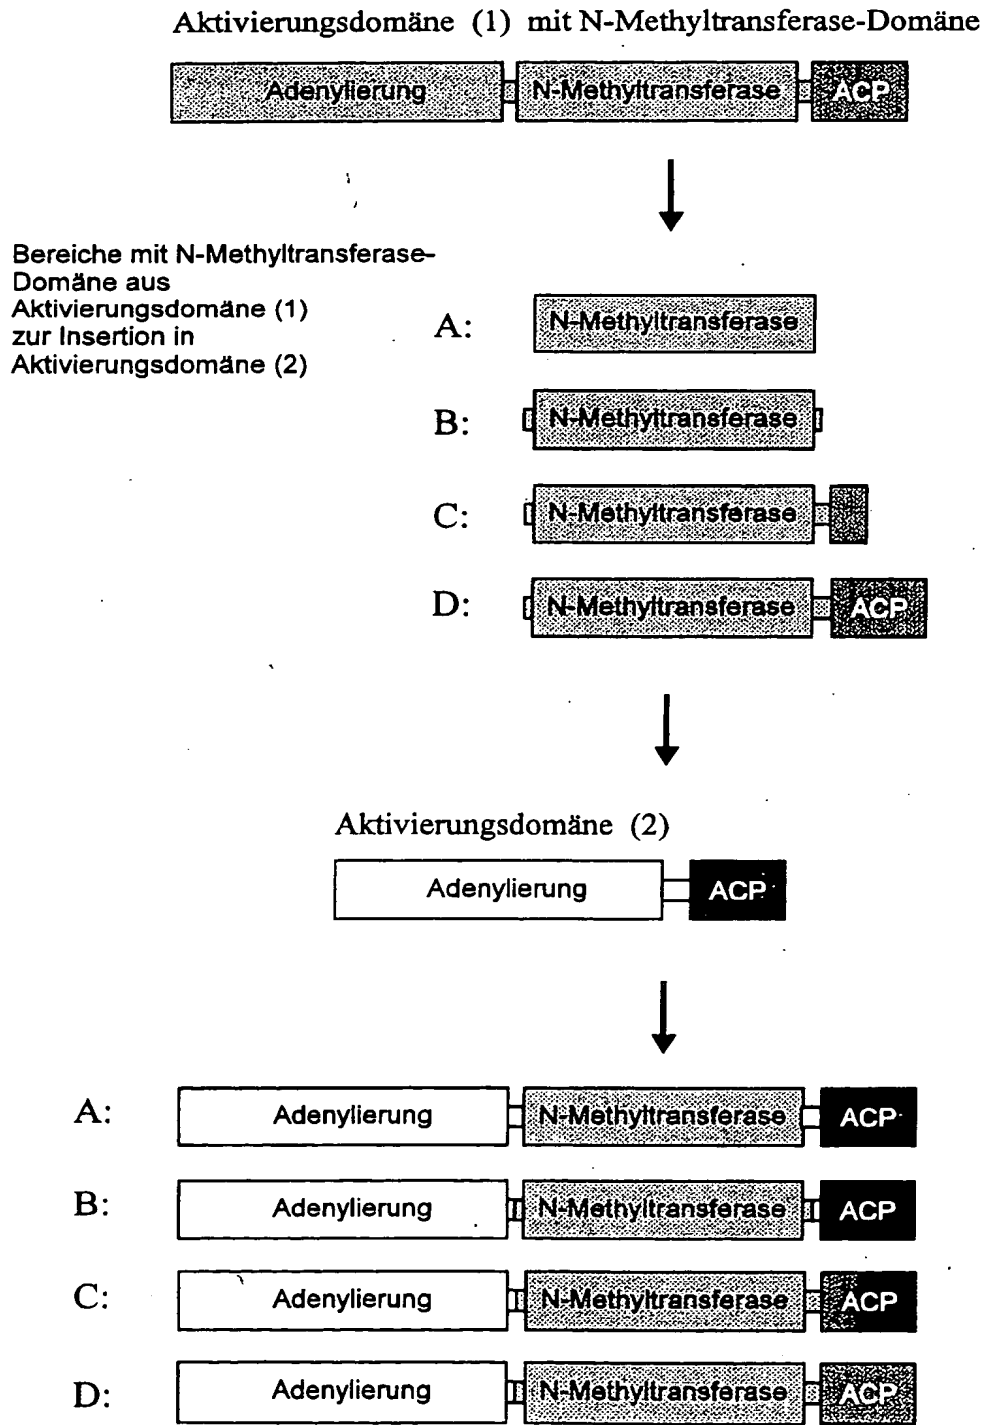 Aktivierungsdomäne (1) mit N-Methyltransferase-Domäne
Adenylierung N-Methyltransferase ACP
Bereiche mit N-Methyltransferase-
Domäne aus
Aktivierungsdomäne (1)
zur Insertion in
Aktivierungsdomäne (2)
A: N-Methyltransferase
B: N-Methyltransferase
C: N-Methyltransferase
D: N-Methyltransferase ACP
Aktivierungsdomäne (2)
Adenylierung ACP
A: Adenylierung N-Methyltransferase ACP
B: Adenylierung N-Methyltransferase ACP
C: Adenylierung N-Methyltransferase ACP
D: Adenylierung N-Methyltransferase ACP